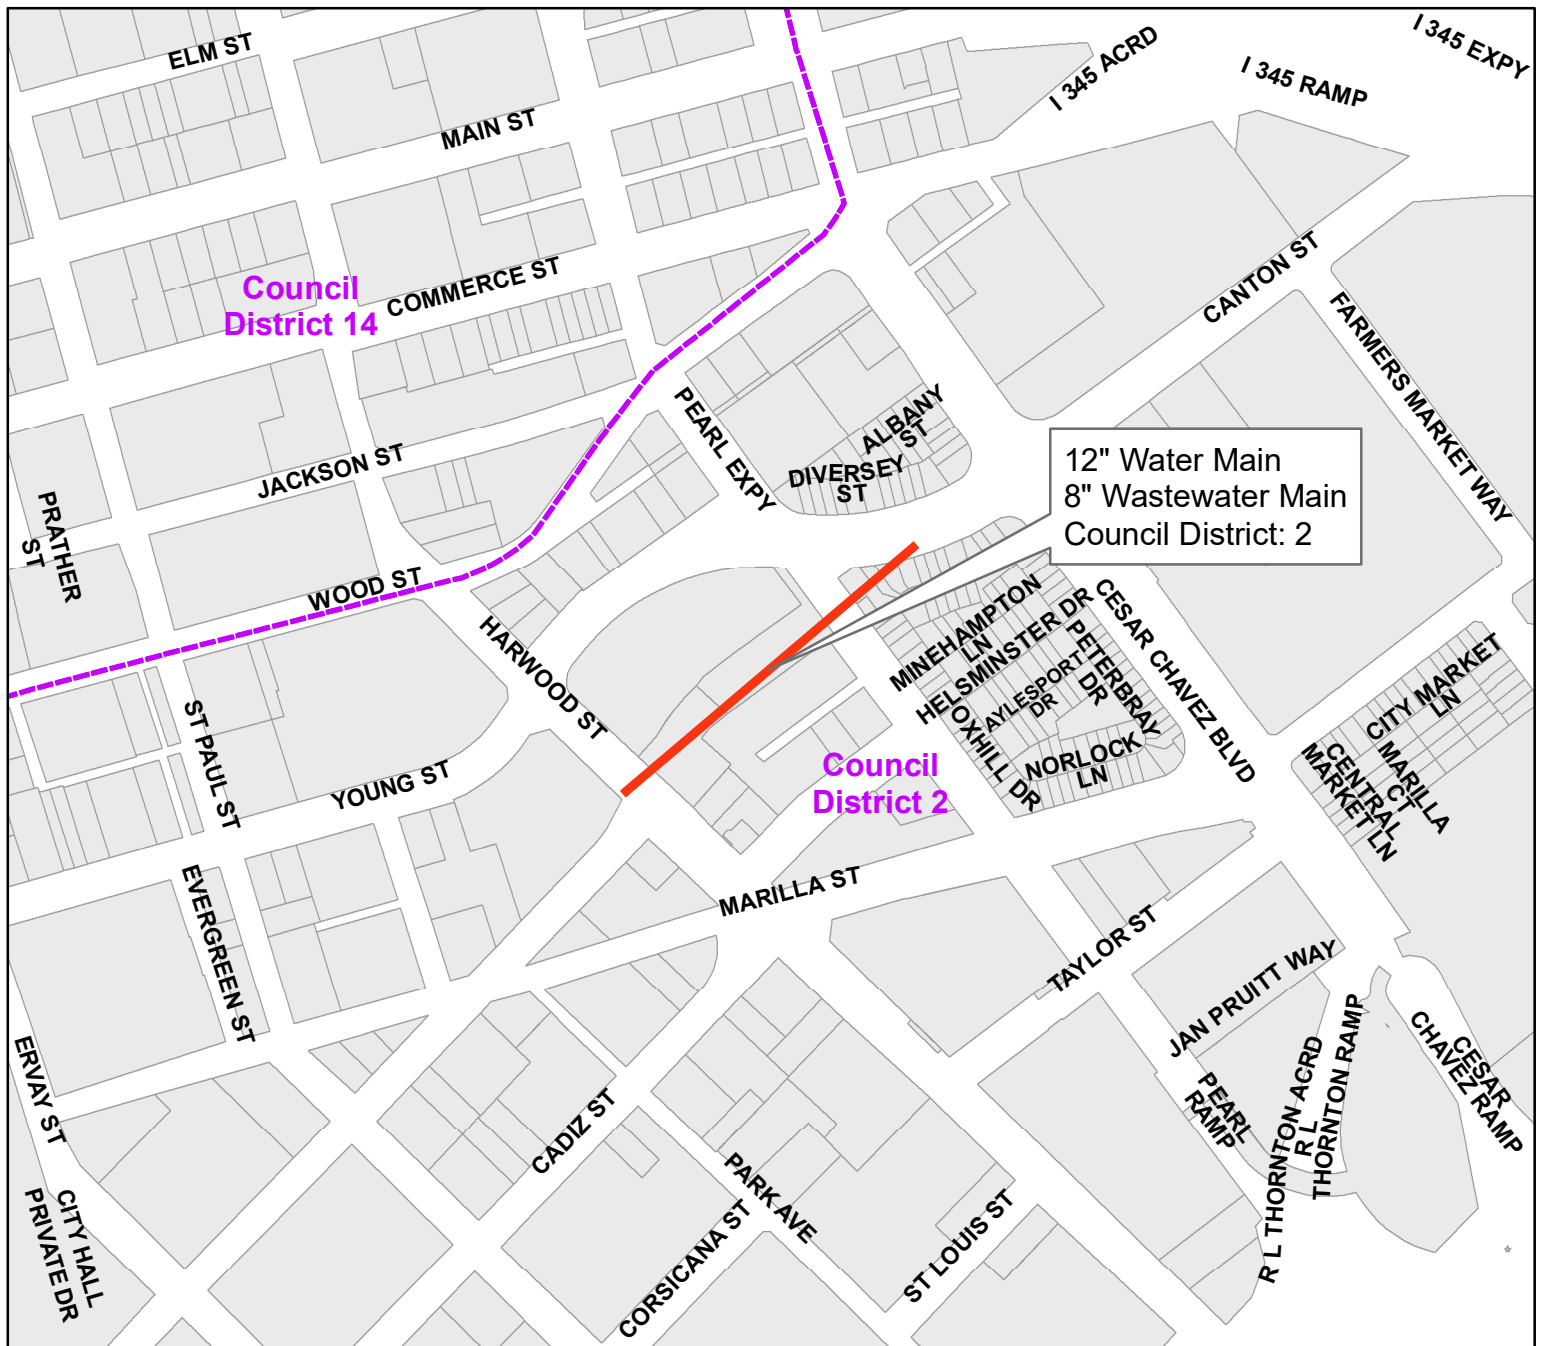 ELM ST
MAIN ST
I 345 ACRD
I 345 RAMP
I 345 EXPY
Council
District 14
COMMERCE ST
CANTON ST
FARMERS MARKET WAY
PEARL EXPY
ALBANY
ST
DIVERSEY
ST
JACKSON ST
PRATHER
ST
WOOD ST
12" Water Main
8" Wastewater Main
Council District: 2
HARWOOD ST
MINEHAMPTON
LN
HELSMINSTER DR
AYLESPORT
DR
PETERBRAY
DR
CESAR CHAVEZ BLVD
OXHILL DR
NORLOCK
LN
CITY MARKET
LN
MARILLA
CT
CENTRAL
MARKET LN
ST PAUL ST
YOUNG ST
Council
District 2
MARILLA ST
EVERGREEN ST
TAYLOR ST
JAN PRUITT WAY
ERVAY ST
CADIZ ST
PEARL
RAMP
R L THORNTON ACRD
R L
THORNTON RAMP
CESAR
CHAVEZ RAMP
CITY HALL
PRIVATE DR
PARK AVE
CORSICANA ST
ST LOUIS ST